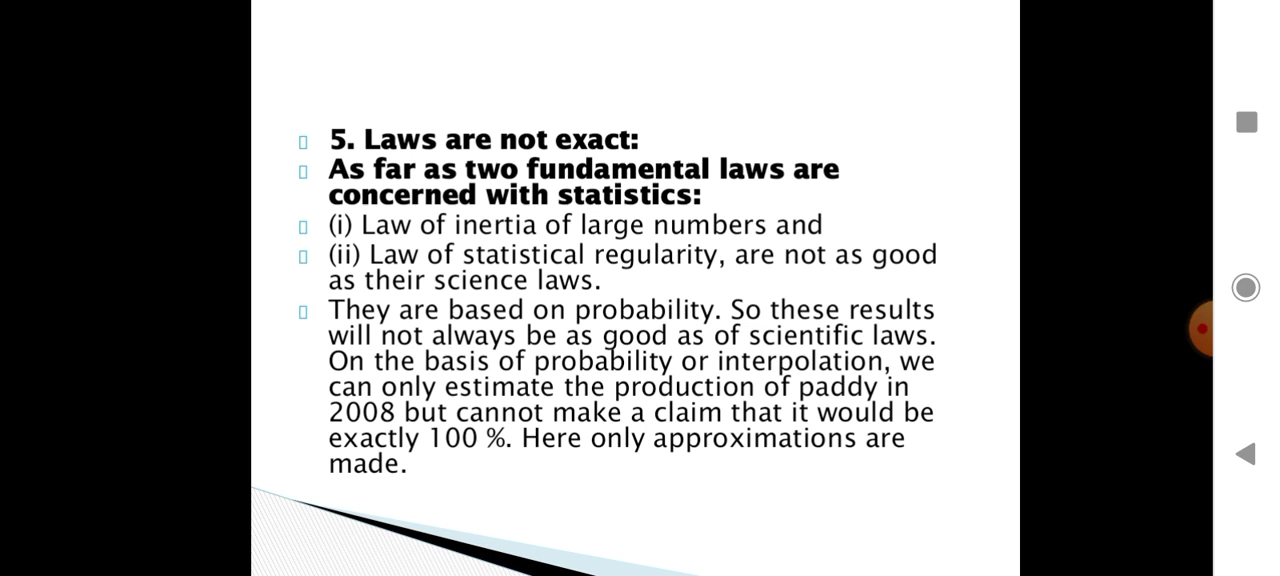 5. Laws are not exact:
As far as two fundamental laws are
concerned with statistics:
(i) Law of inertia of large numbers and
(ii) Law of statistical regularity, are not as good
as their science laws.
They are based on probability. So these results
will not always be as good as of scientific laws.
On the basis of probability or interpolation, we
can only estimate the production of paddy in
2008 but cannot make a claim that it would be
exactly 100 %. Here only approximations are
made.